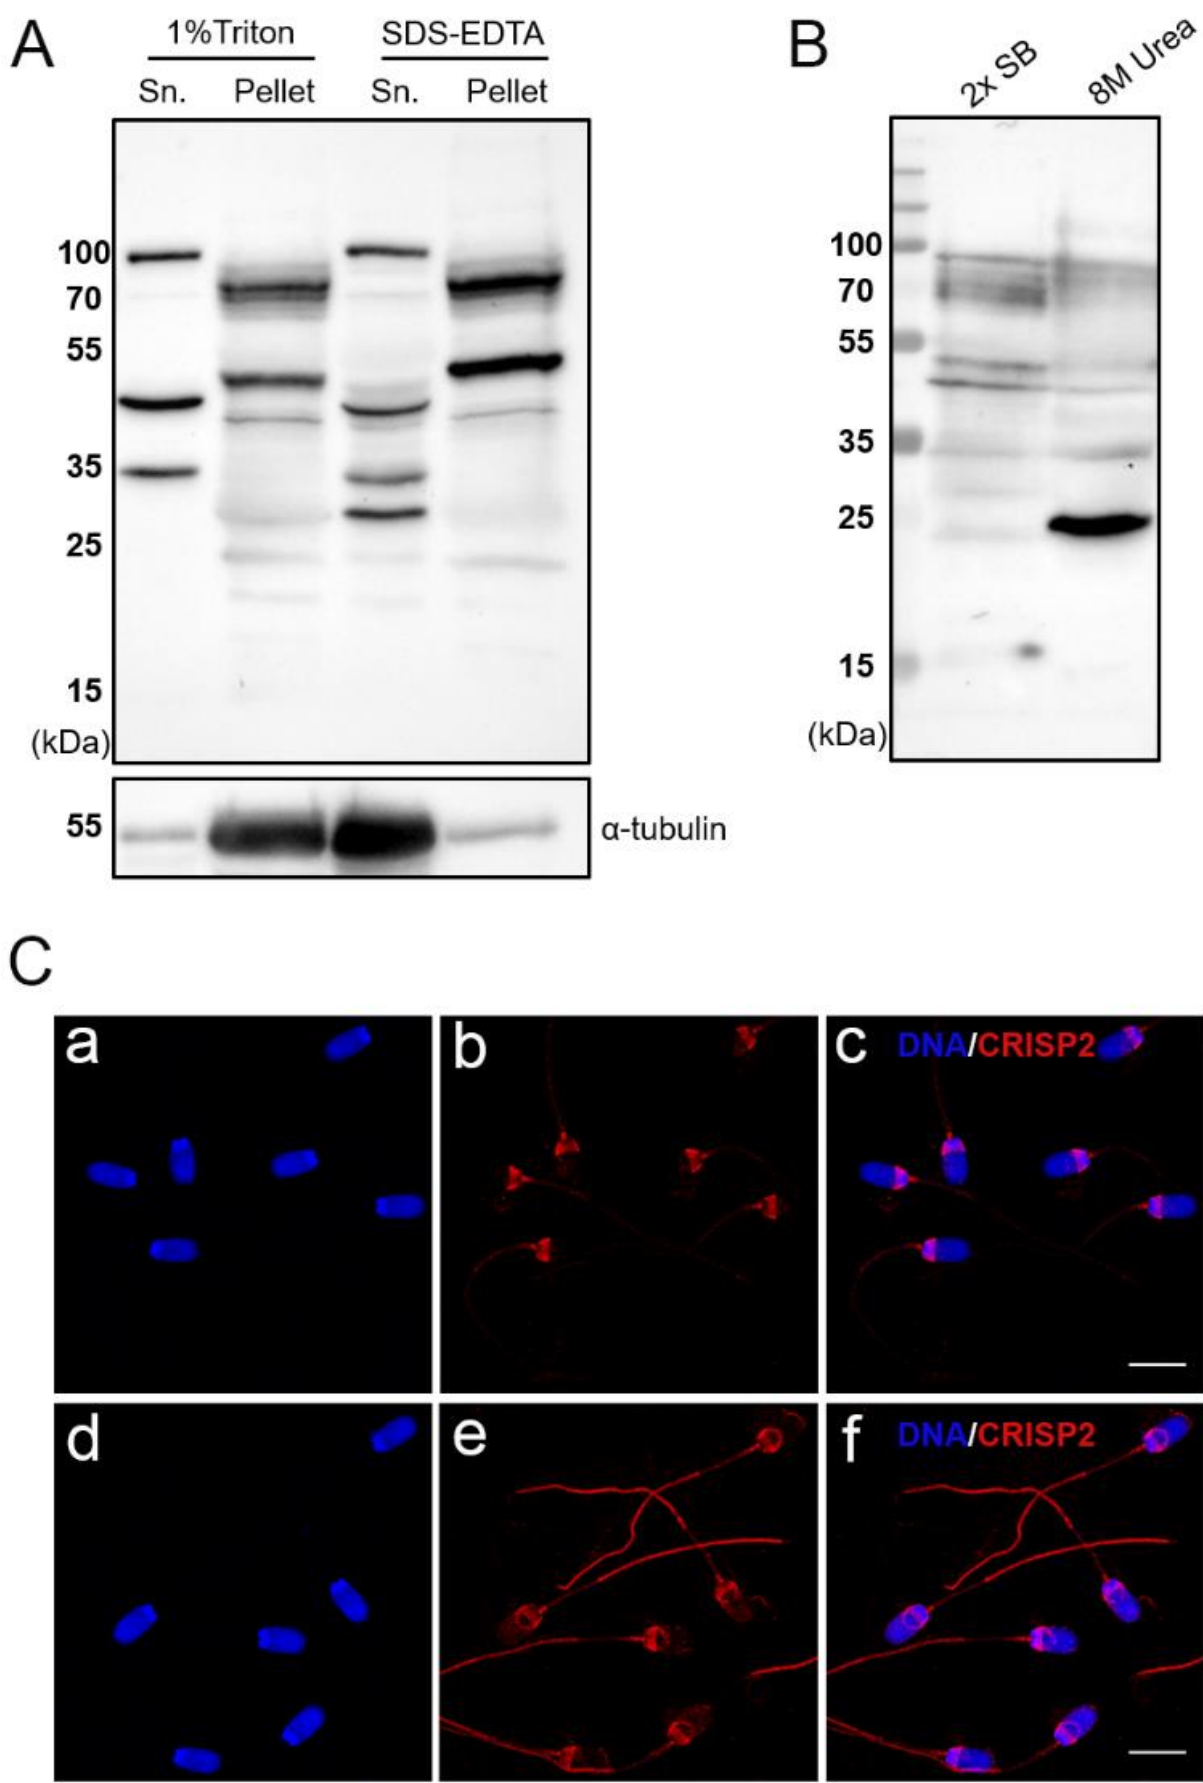 A
1%Triton SDS-EDTA
Sn. Pellet Sn. Pellet
100
70
55
35
25
15
(kDa)
55
α-tubulin
B
2x SB 8M Urea
100
70
55
35
25
15
(kDa)
C
a
b
c DNA/CRISP2
d
e
f DNA/CRISP2